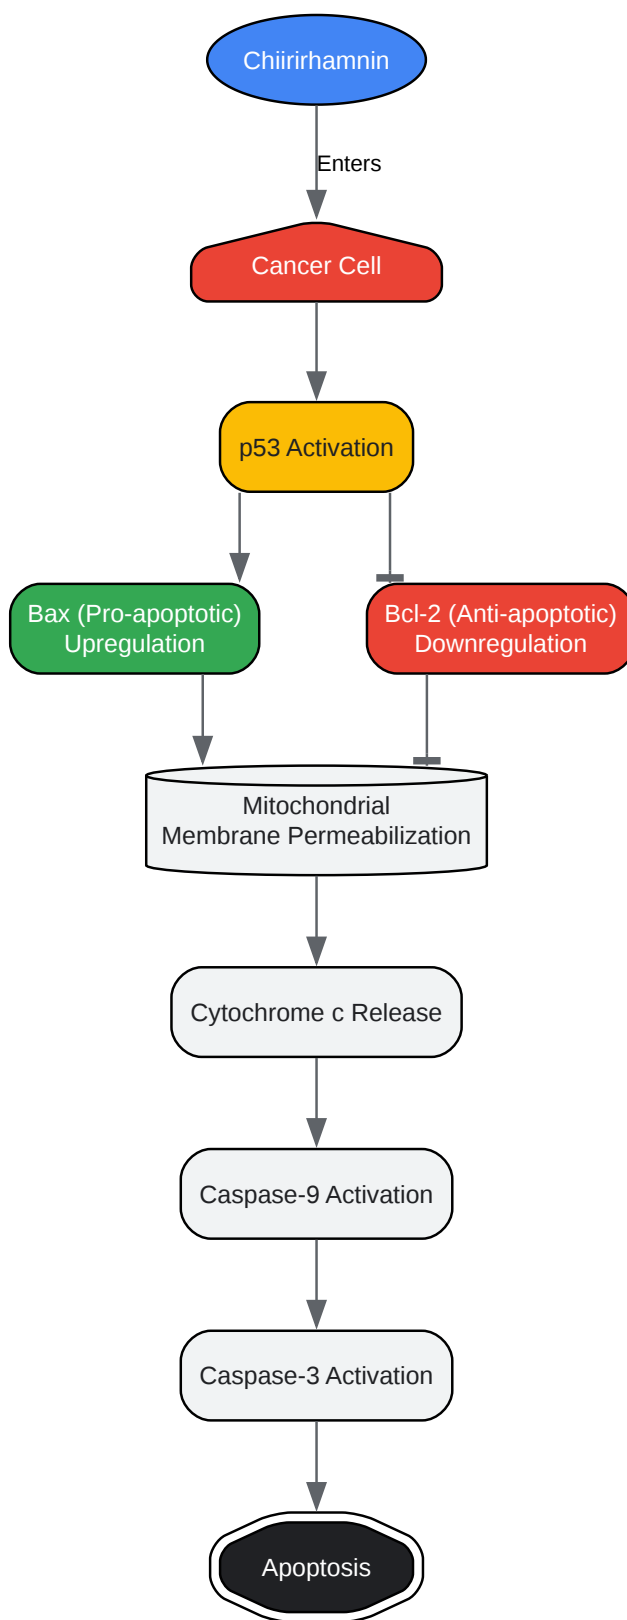 Chiirirhamnin
Enters
Cancer Cell
p53 Activation
Bax (Pro-apoptotic)
Upregulation
Bcl-2 (Anti-apoptotic)
Downregulation
Mitochondrial
Membrane Permeabilization
Cytochrome c Release
Caspase-9 Activation
Caspase-3 Activation
Apoptosis